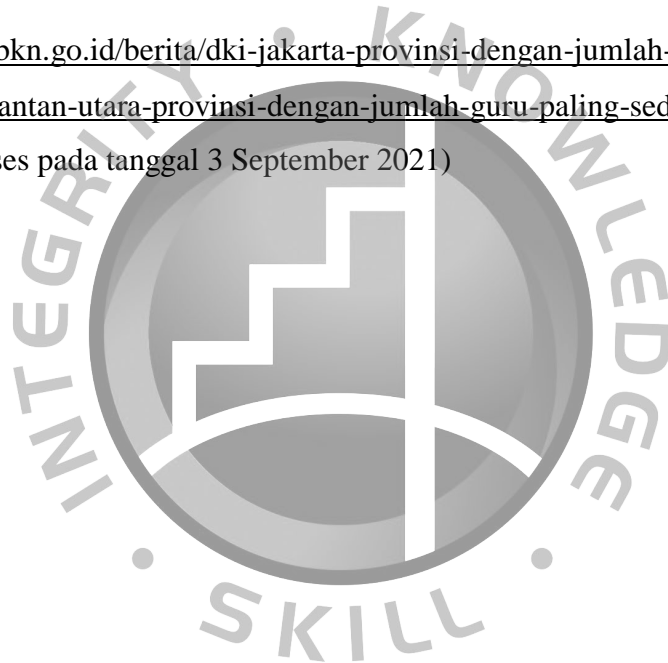 bkn.go.id/berita/dki-jakarta-provinsi-dengan-jumlah-
antan-utara-provinsi-dengan-jumlah-guru-paling-sed
ses pada tanggal 3 September 2021)
INTEGRITY • KNOWLEDGE • SKILL •